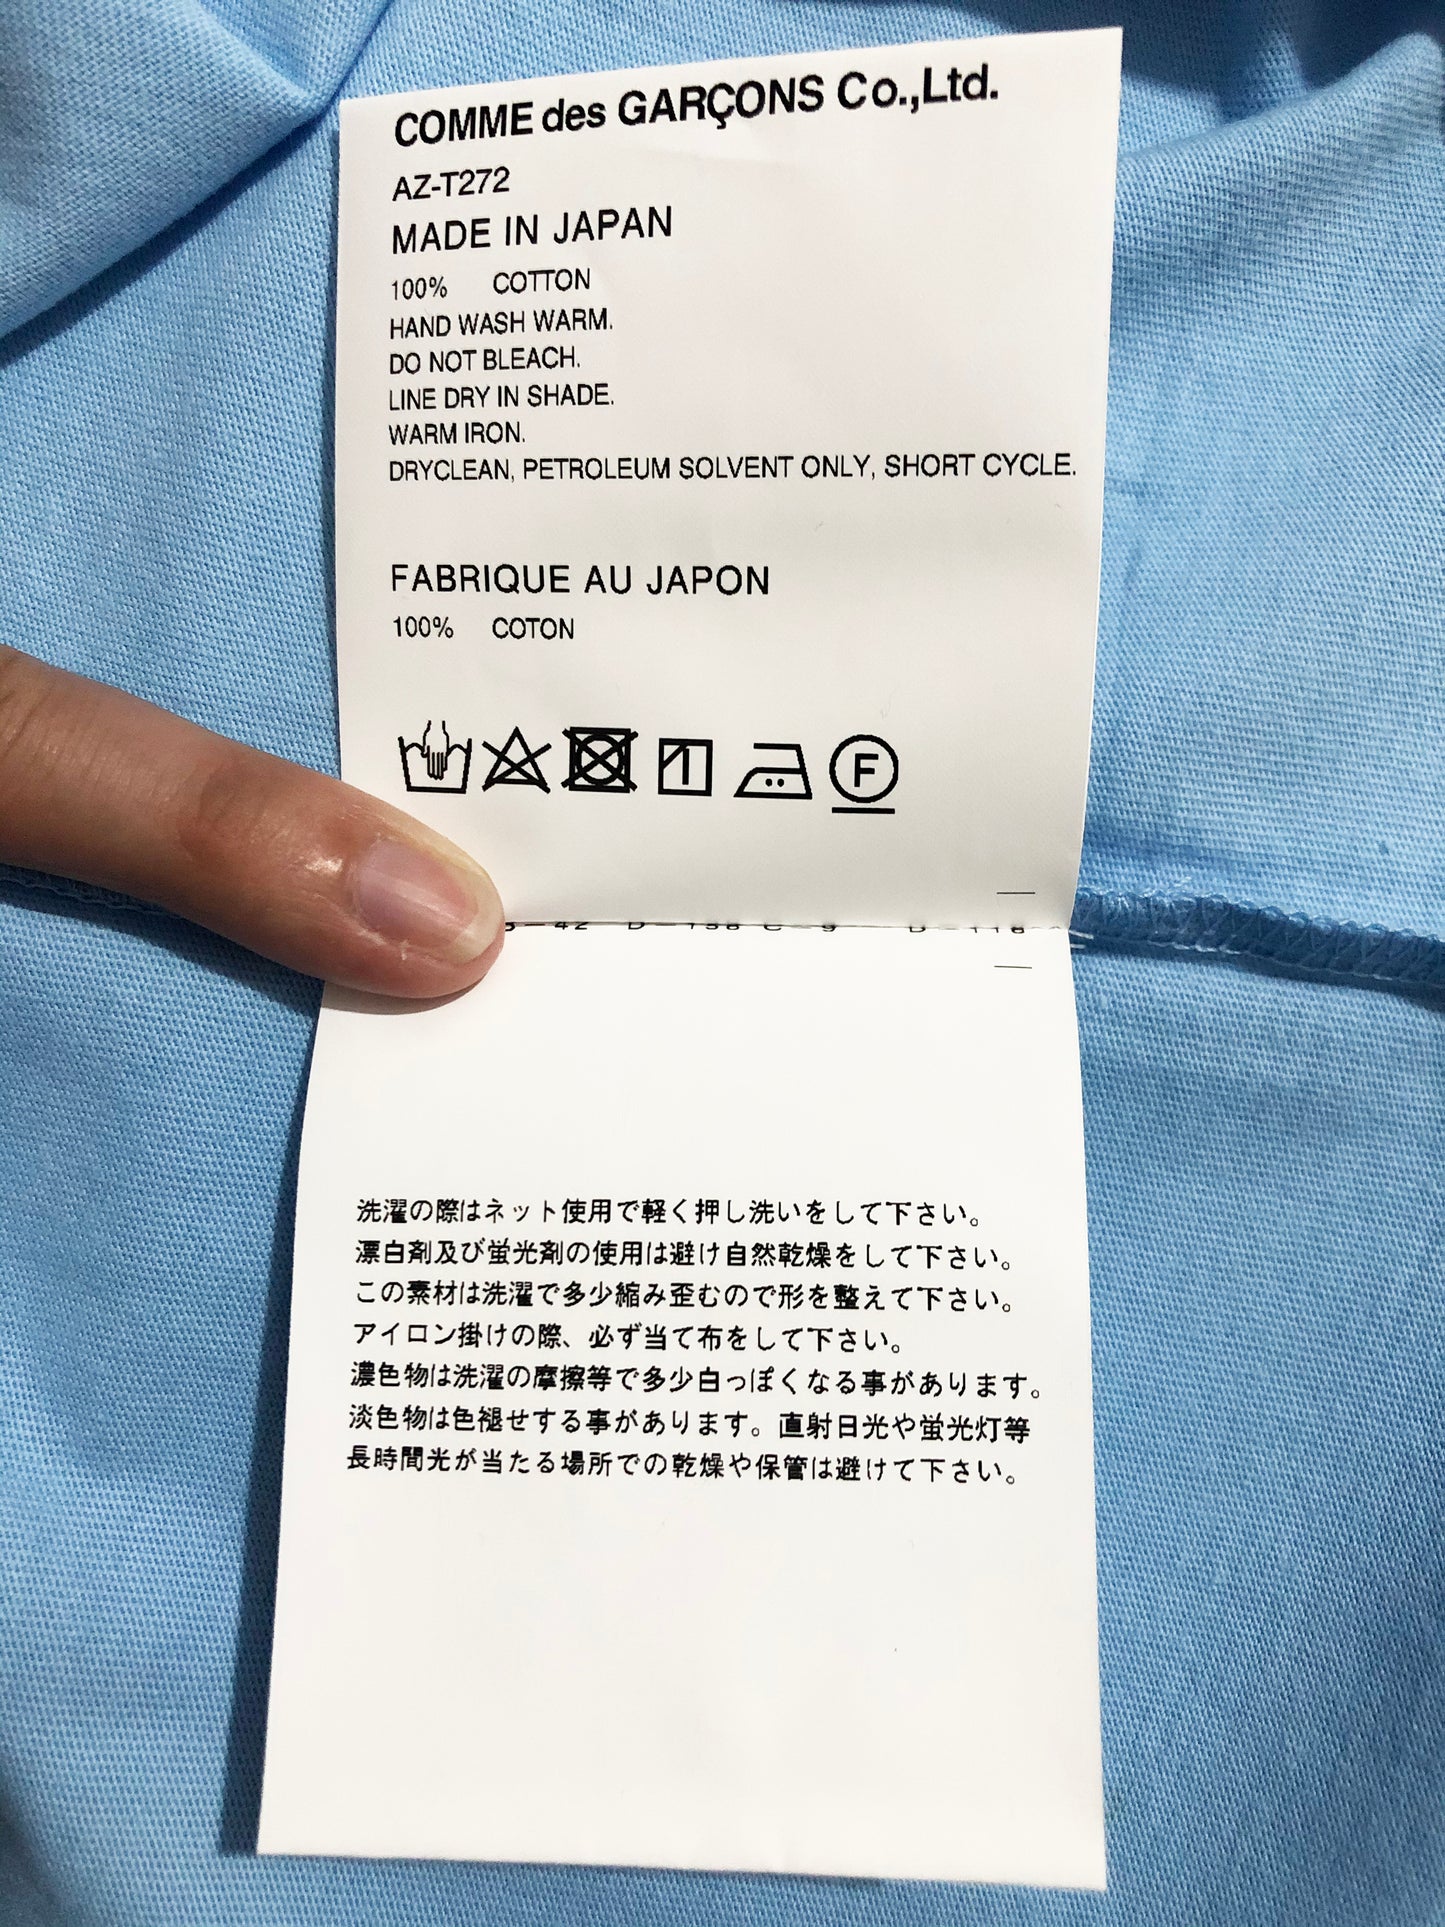 COMME des GARÇONS Co.,Ltd.
AZ-T272
MADE IN JAPAN
100% COTTON
HAND WASH WARM.
DO NOT BLEACH.
LINE DRY IN SHADE.
WARM IRON.
DRYCLEAN, PETROLEUM SOLVENT ONLY, SHORT CYCLE.
FABRIQUE AU JAPON
100% COTON
F
洗濯の際はネット使用で軽く押し洗いをして下さい。
漂白剤及び蛍光剤の使用は避け自然乾燥をして下さい。
この素材は洗濯で多少縮み歪むので形を整えて下さい。
アイロン掛けの際、必ず当て布をして下さい。
濃色物は洗濯の摩擦等で多少白っぽくなる事があります。
淡色物は色褪せする事があります。直射日光や蛍光灯等
長時間光が当たる場所での乾燥や保管は避けて下さい。